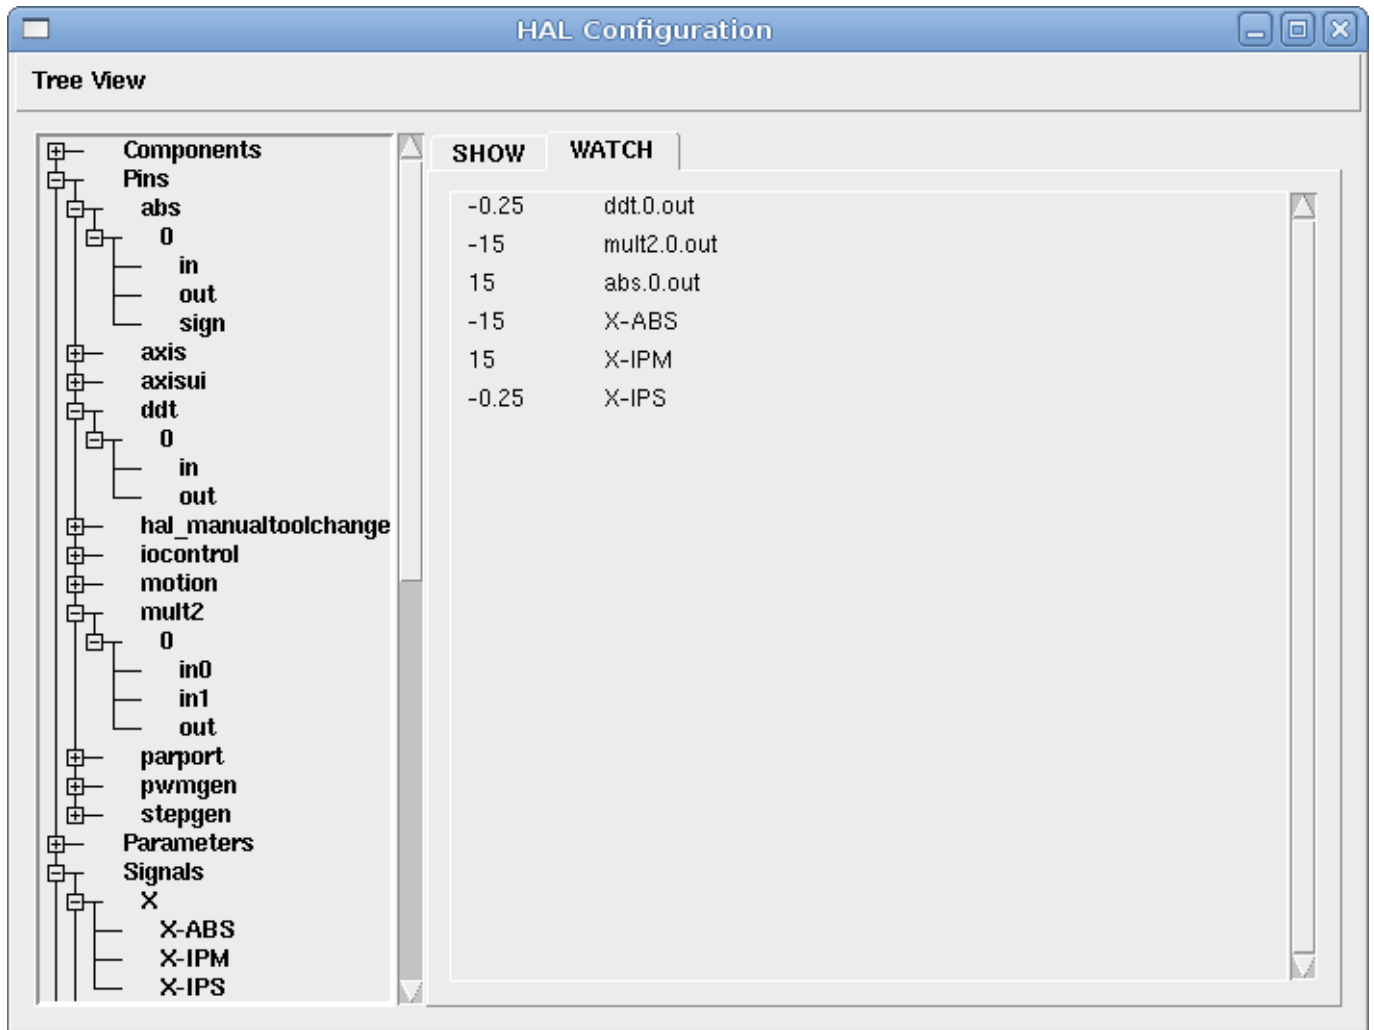 HAL Configuration
Tree View
Components
Pins
abs
0
in
out
sign
axis
axisui
ddt
0
in
out
hal_manualtoolchange
iocontrol
motion
mult2
0
in0
in1
out
parport
pwmgen
stepgen
Parameters
Signals
X
X-ABS
X-IPM
X-IPS
SHOW WATCH
-0.25 ddt.0.out
-15 mult2.0.out
15 abs.0.out
-15 X-ABS
15 X-IPM
-0.25 X-IPS